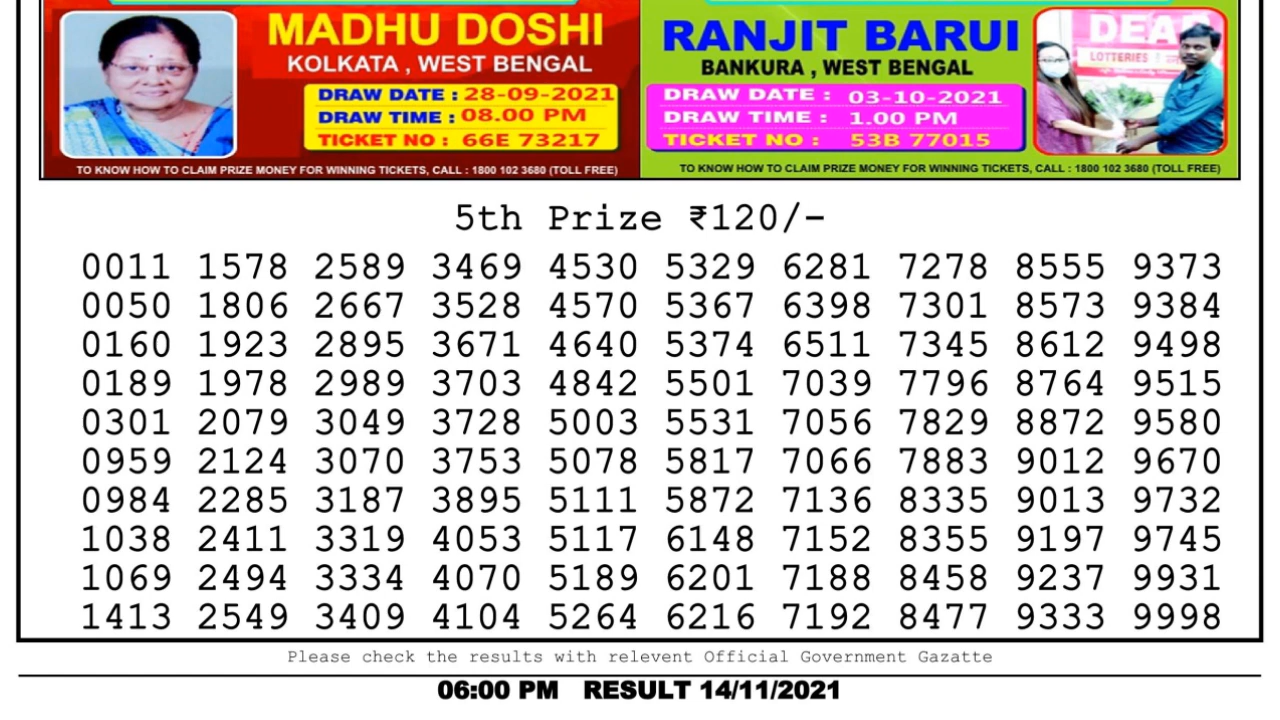 MADHU DOSHI
KOLKATA , WEST BENGAL
DRAW DATE : 28-09-2021
DRAW TIME : 08.00 PM
TICKET NO : 66E 73217
TO KNOW HOW TO CLAIM PRIZE MONEY FOR WINNING TICKETS, CALL : 1800 102 3680 (TOLL FREE)
RANJIT BARUI
BANKURA , WEST BENGAL
DRAW DATE : 03-10-2021
DRAW TIME : 1.00 PM
TICKET NO : 53B 77015
DEAR
LOTTERIES
TO KNOW HOW TO CLAIM PRIZE MONEY FOR WINNING TICKETS, CALL : 1800 102 3680 (TOLL FREE)
5th Prize ₹120/-
0011 1578 2589 3469 4530 5329 6281 7278 8555 9373
0050 1806 2667 3528 4570 5367 6398 7301 8573 9384
0160 1923 2895 3671 4640 5374 6511 7345 8612 9498
0189 1978 2989 3703 4842 5501 7039 7796 8764 9515
0301 2079 3049 3728 5003 5531 7056 7829 8872 9580
0959 2124 3070 3753 5078 5817 7066 7883 9012 9670
0984 2285 3187 3895 5111 5872 7136 8335 9013 9732
1038 2411 3319 4053 5117 6148 7152 8355 9197 9745
1069 2494 3334 4070 5189 6201 7188 8458 9237 9931
1413 2549 3409 4104 5264 6216 7192 8477 9333 9998
Please check the results with relevent Official Government Gazatte
06:00 PM RESULT 14/11/2021